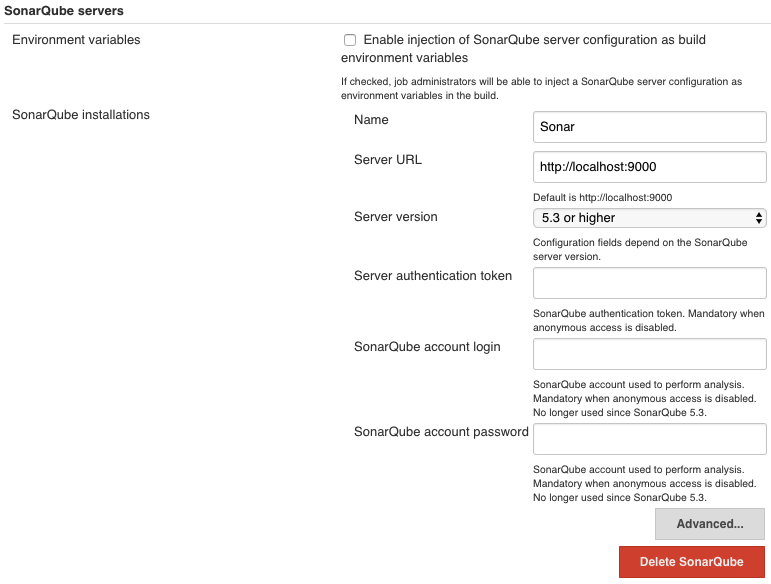 SonarQube servers
Environment variables
Enable injection of SonarQube server configuration as build
environment variables
If checked, job administrators will be able to inject a SonarQube server configuration as
environment variables in the build.
SonarQube installations
Name
Sonar
Server URL
http://localhost:9000
Default is http://localhost:9000
Server version
5.3 or higher
Configuration fields depend on the SonarQube
server version.
Server authentication token
SonarQube authentication token. Mandatory when
anonymous access is disabled.
SonarQube account login
SonarQube account used to perform analysis.
Mandatory when anonymous access is disabled.
No longer used since SonarQube 5.3.
SonarQube account password
SonarQube account used to perform analysis.
Mandatory when anonymous access is disabled.
No longer used since SonarQube 5.3.
Advanced...
Delete SonarQube